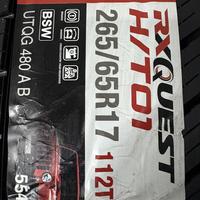 RXQUEST
H/T01
265/65R17
112T
BSW
UTQG 480 A B
554